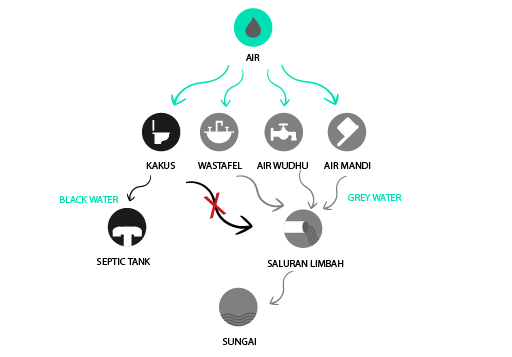 AIR
KAKUS
WASTAFEL
AIR WUDHU
AIR MANDI
BLACK WATER
GREY WATER
SEPTIC TANK
SALURAN LIMBAH
SUNGAI